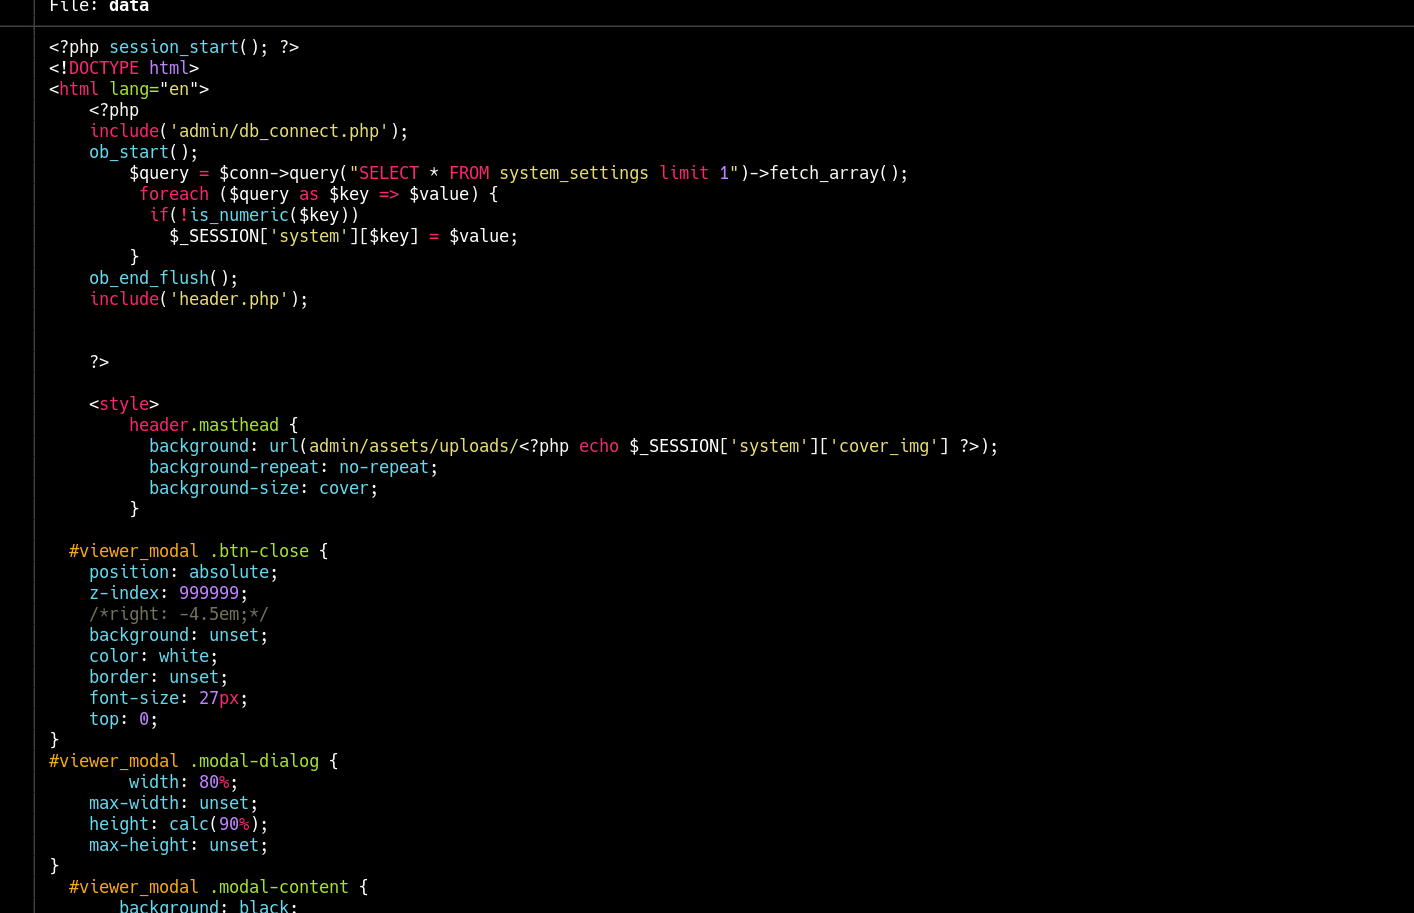 File: data
<?php session_start(); ?>
<!DOCTYPE html>
<html lang="en">
    <?php
    include('admin/db_connect.php');
    ob_start();
        $query = $conn->query("SELECT * FROM system_settings limit 1")->fetch_array();
         foreach ($query as $key => $value) {
          if(!is_numeric($key))
            $_SESSION['system'][$key] = $value;
        }
    ob_end_flush();
    include('header.php');
    ?>
    <style>
        header.masthead {
          background: url(admin/assets/uploads/<?php echo $_SESSION['system']['cover_img'] ?>);
          background-repeat: no-repeat;
          background-size: cover;
        }
  #viewer_modal .btn-close {
    position: absolute;
    z-index: 999999;
    /*right: -4.5em;*/
    background: unset;
    color: white;
    border: unset;
    font-size: 27px;
    top: 0;
}
#viewer_modal .modal-dialog {
        width: 80%;
    max-width: unset;
    height: calc(90%);
    max-height: unset;
}
  #viewer_modal .modal-content {
       background: black;